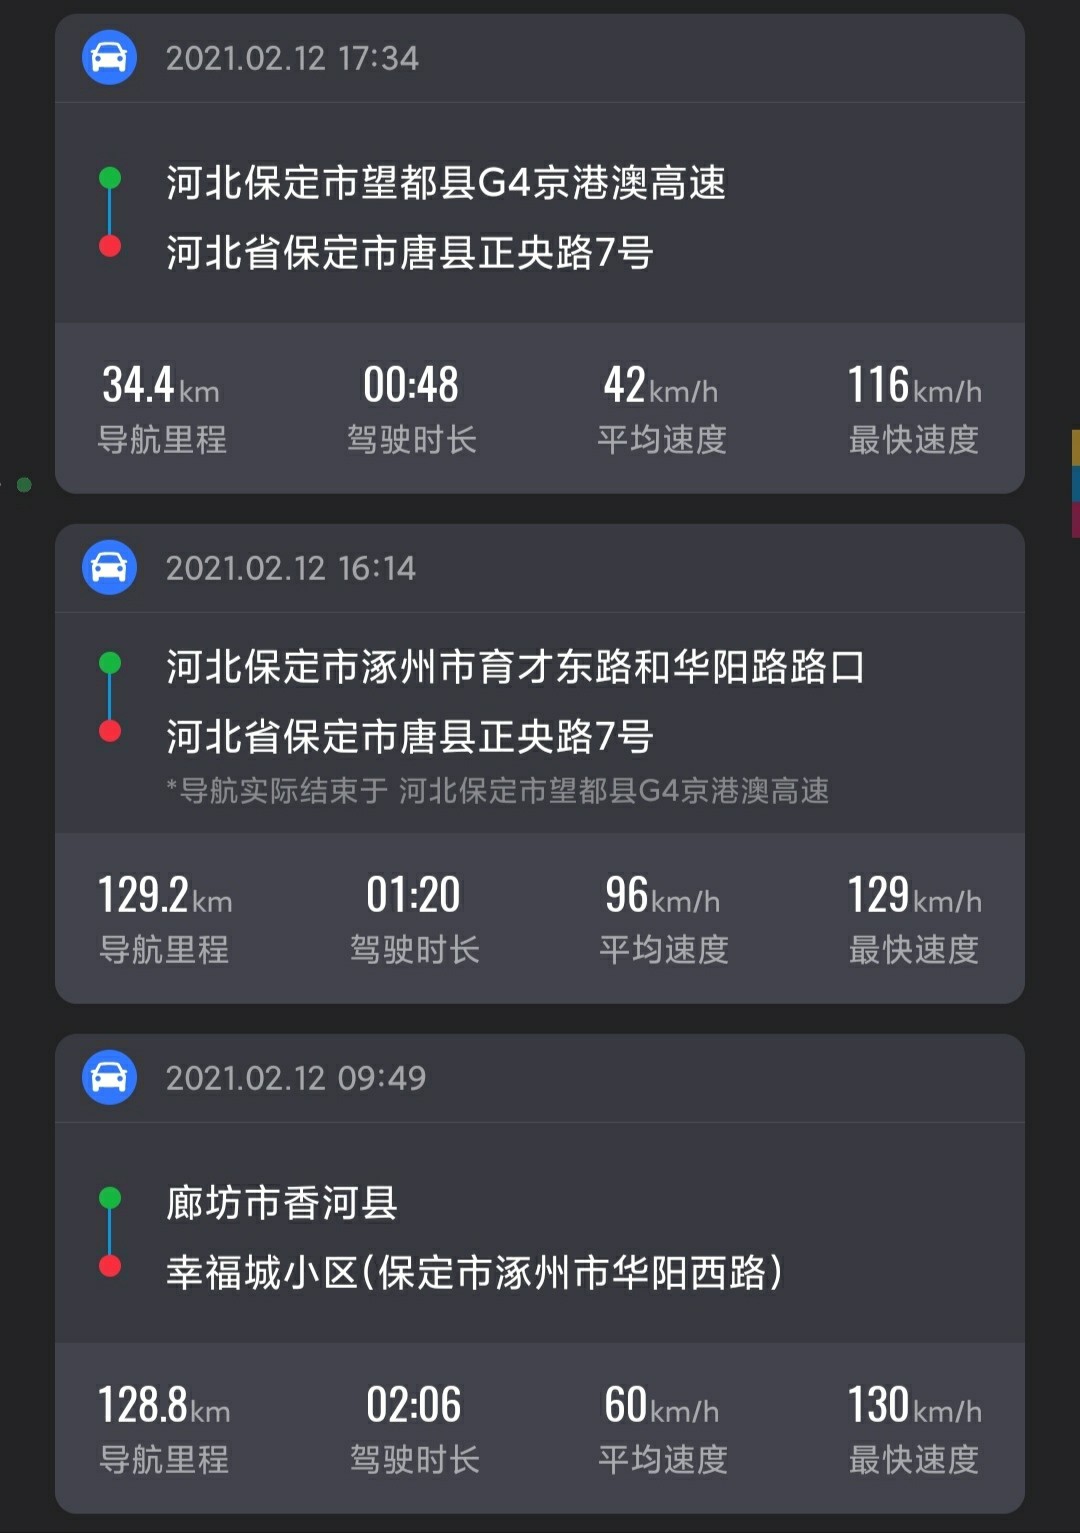 2021.02.12 17:34
河北保定市望都县G4京港澳高速
河北省保定市唐县正央路7号
34.4km 00:48 42km/h 116km/h
导航里程 驾驶时长 平均速度 最快速度
2021.02.12 16:14
河北保定市涿州市育才东路和华阳路路口
河北省保定市唐县正央路7号
*导航实际结束于 河北保定市望都县G4京港澳高速
129.2km 01:20 96km/h 129km/h
导航里程 驾驶时长 平均速度 最快速度
2021.02.12 09:49
廊坊市香河县
幸福城小区(保定市涿州市华阳西路)
128.8km 02:06 60km/h 130km/h
导航里程 驾驶时长 平均速度 最快速度